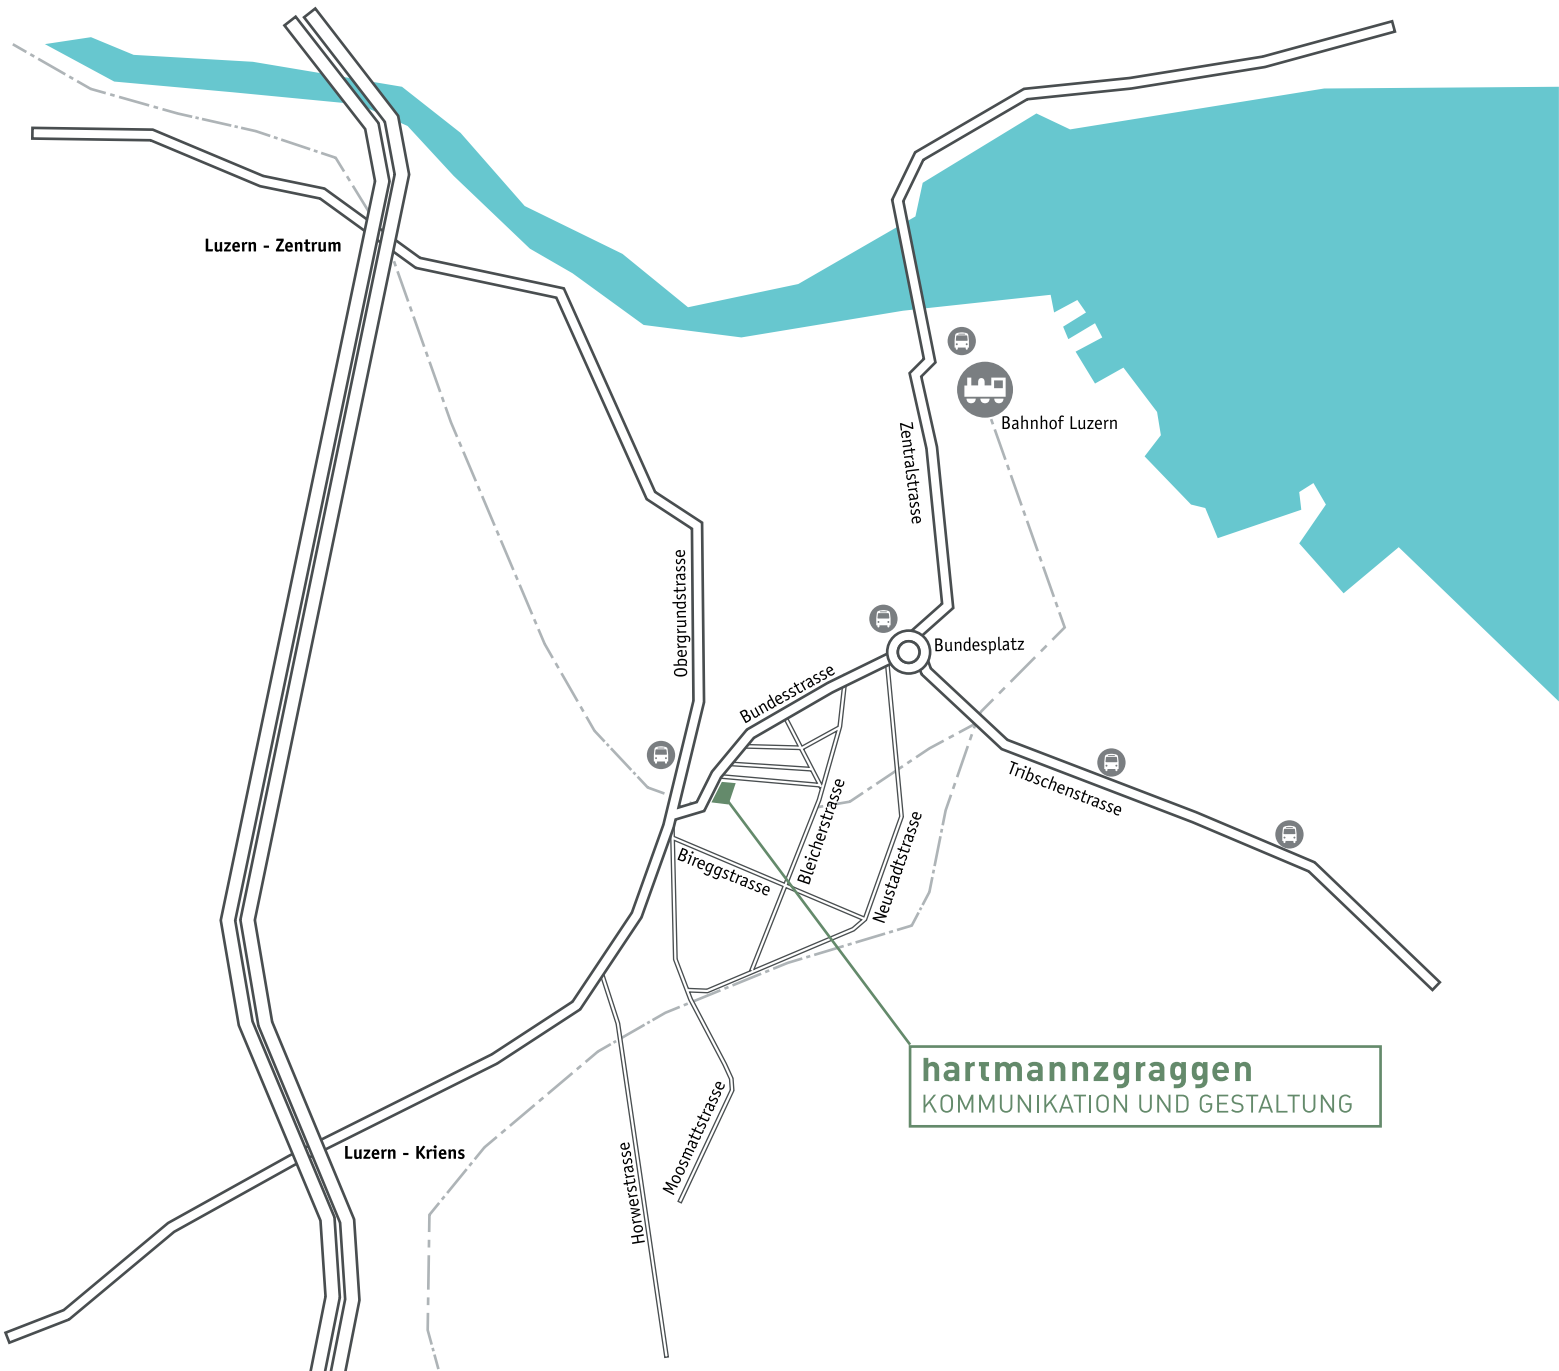 Luzern - Zentrum
Bahnhof Luzern
Zentralstrasse
Obergrundstrasse
Bundesplatz
Bundesstrasse
Tribschenstrasse
Bleicherstrasse
Neustadtstrasse
Bireggstrasse
hartmannzgraggen
KOMMUNIKATION UND GESTALTUNG
Luzern - Kriens
Moosmattstrasse
Horwerstrasse